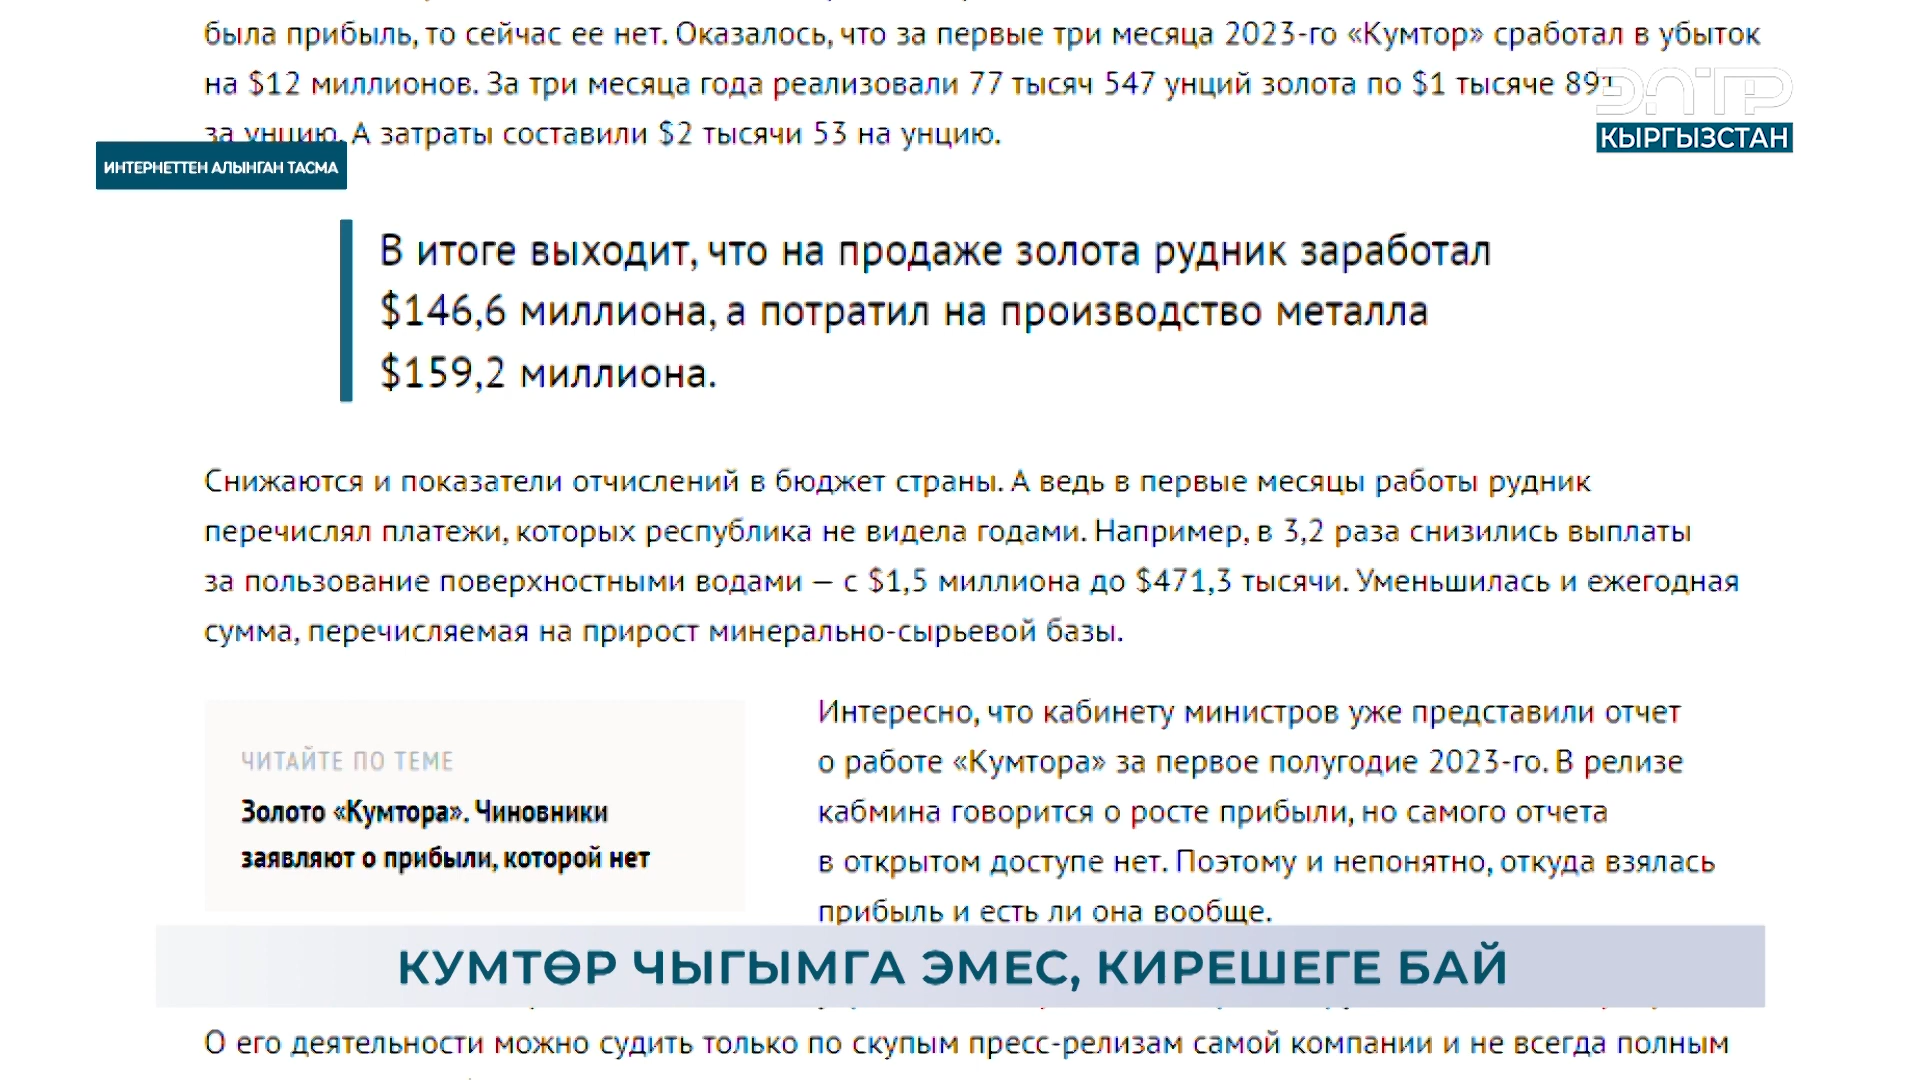 была прибыль, то сейчас ее нет. Оказалось, что за первые три месяца 2023-го «Кумтор» сработал в убыток
на $12 миллионов. За три месяца года реализовали 77 тысяч 547 унций золота по $1 тысяче 891
за унцию. А затраты составили $2 тысячи 53 на унцию.
ЭЛТР
КЫРГЫЗСТАН
ИНТЕРНЕТТЕН АЛЫНГАН ТАСМА
В итоге выходит, что на продаже золота рудник заработал
$146,6 миллиона, а потратил на производство металла
$159,2 миллиона.
Снижаются и показатели отчислений в бюджет страны. А ведь в первые месяцы работы рудник
перечислял платежи, которых республика не видела годами. Например, в 3,2 раза снизились выплаты
за пользование поверхностными водами — с $1,5 миллиона до $471,3 тысячи. Уменьшилась и ежегодная
сумма, перечисляемая на прирост минерально-сырьевой базы.
ЧИТАЙТЕ ПО ТЕМЕ
Золото «Кумтора». Чиновники
заявляют о прибыли, которой нет
Интересно, что кабинету министров уже представили отчет
о работе «Кумтора» за первое полугодие 2023-го. В релизе
кабмина говорится о росте прибыли, но самого отчета
в открытом доступе нет. Поэтому и непонятно, откуда взялась
прибыль и есть ли она вообще.
КУМТӨР ЧЫГЫМГА ЭМЕС, КИРЕШЕГЕ БАЙ
О его деятельности можно судить только по скупым пресс-релизам самой компании и не всегда полным